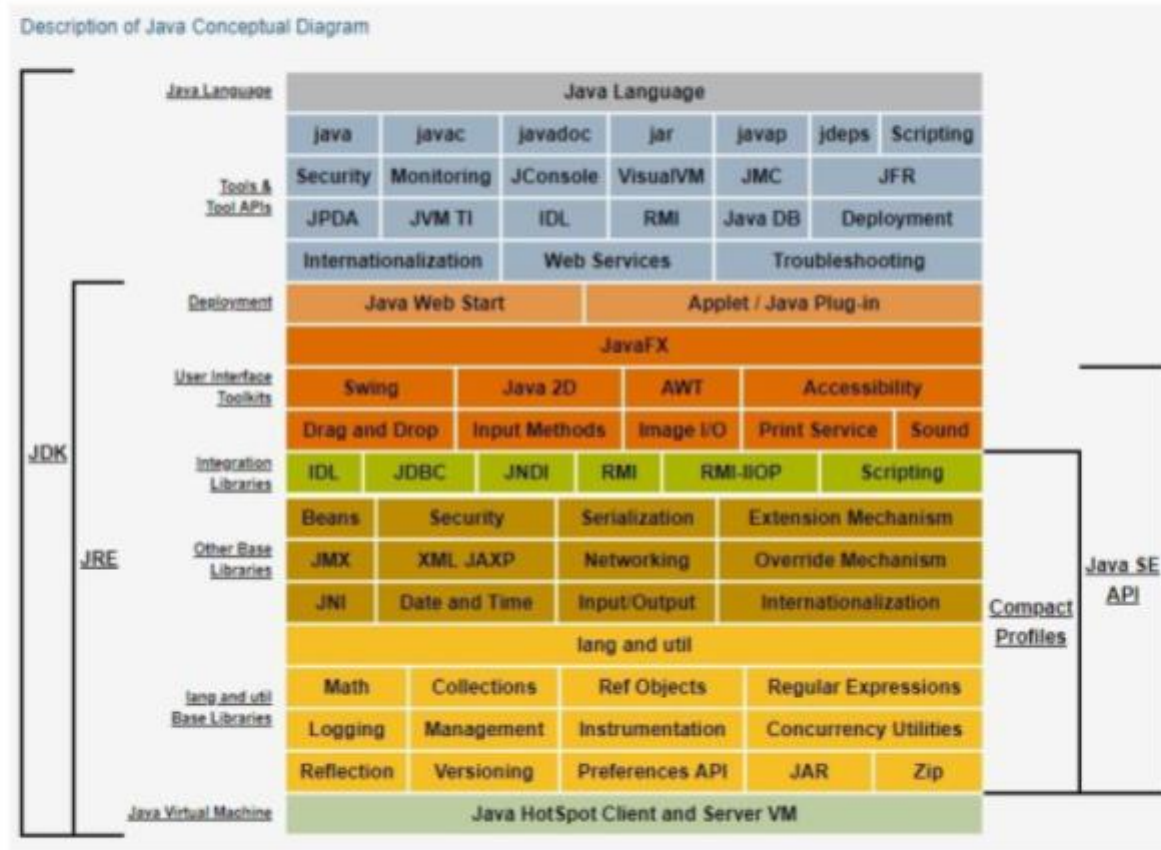 Description of Java Conceptual Diagram
Java Language Java Language
java javac javadoc jar javap jdeps Scripting
Security Monitoring JConsole VisualVM JMC JFR
Tools &
Tool APIs
JPDA JVM TI IDL RMI Java DB Deployment
Internationalization Web Services Troubleshooting
Deployment Java Web Start Applet / Java Plug-in
JavaFX
User Interface
Toolkits
Swing Java 2D AWT Accessibility
Drag and Drop Input Methods Image I/O Print Service Sound
JDK
Integration
Libraries
IDL JDBC JNDI RMI RMI-IIOP Scripting
Beans Security Serialization Extension Mechanism
JRE
Other Base
Libraries
JMX XML JAXP Networking Override Mechanism
Java SE
API
JNI Date and Time Input/Output Internationalization
Compact
Profiles
lang and util
lang and util
Base Libraries
Math Collections Ref Objects Regular Expressions
Logging Management Instrumentation Concurrency Utilities
Reflection Versioning Preferences API JAR Zip
Java Virtual Machine Java HotSpot Client and Server VM